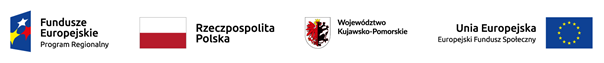 Fundusze
Europejskie
Program Regionalny
Rzeczpospolita
Polska
Województwo
Kujawsko-Pomorskie
Unia Europejska
Europejski Fundusz Społeczny